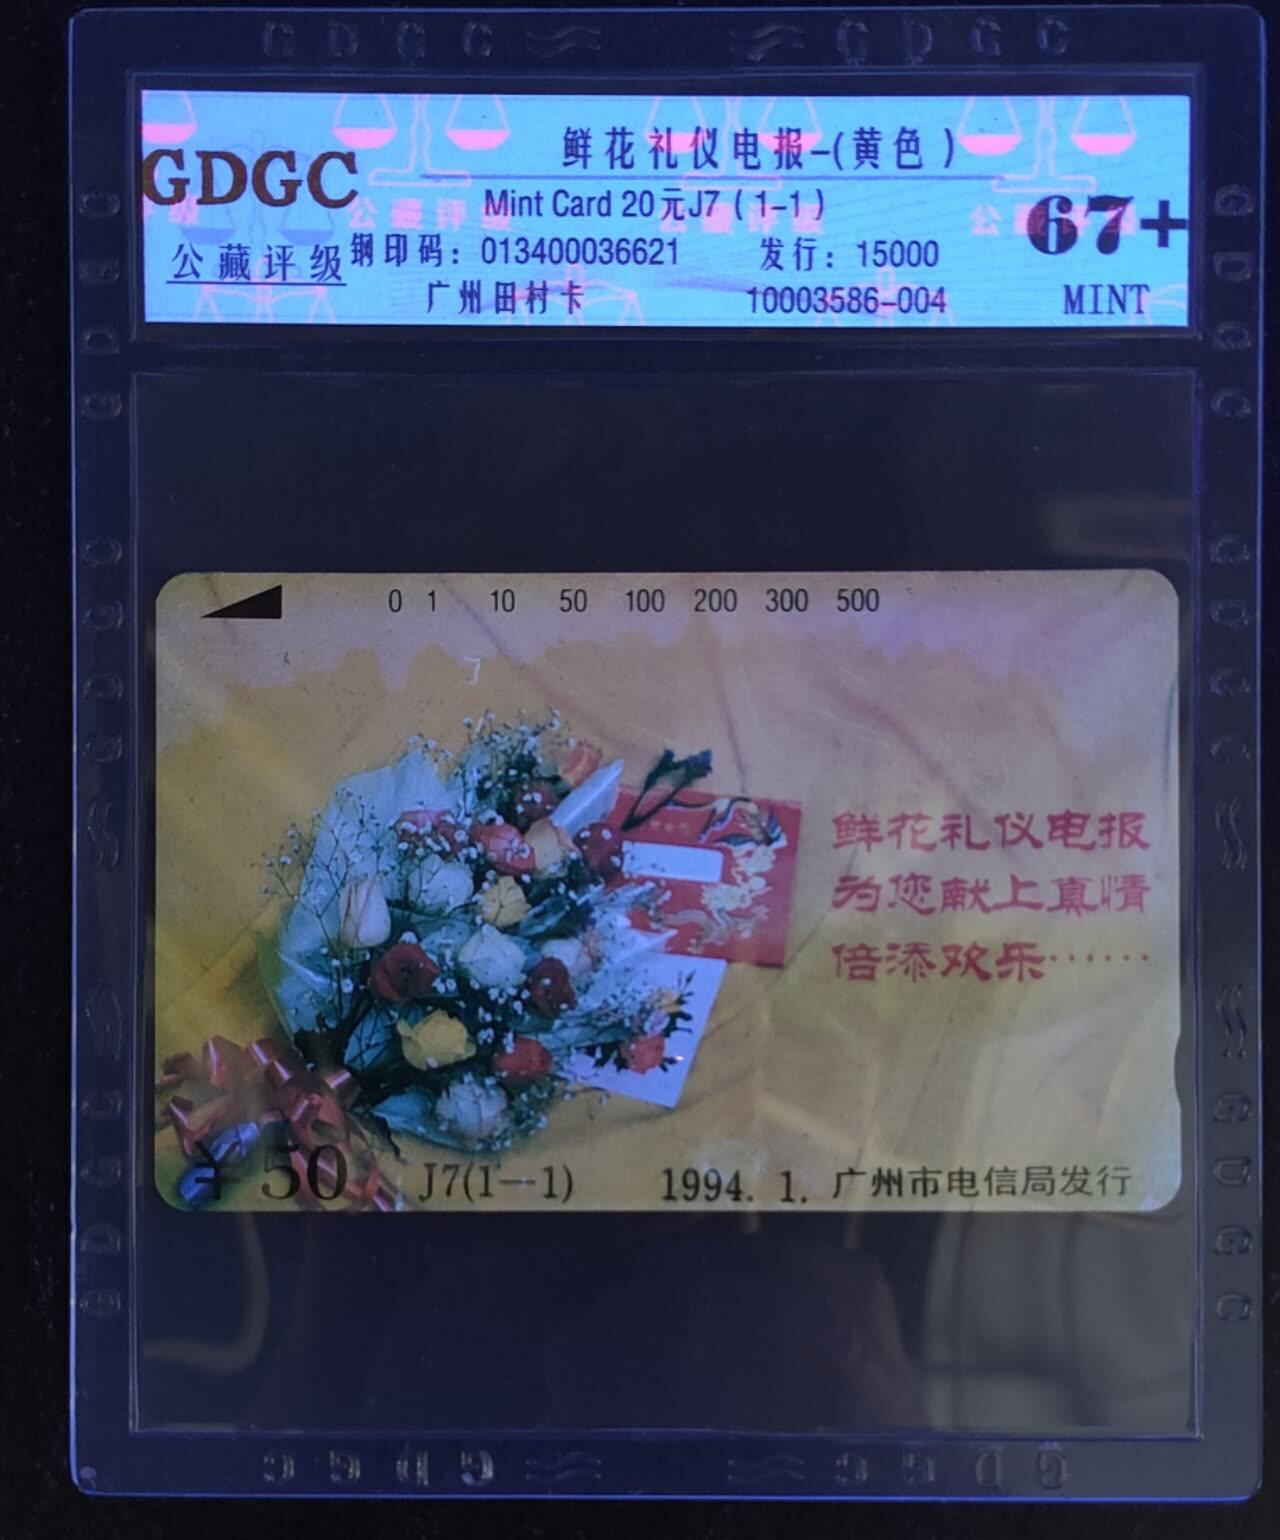 G D G C G D G C
GDGC
公藏评级
鲜花礼仪电报-(黄色)
Mint Card 20元J7(1-1)
钢印码：013400036621 发行：15000
广州田村卡 10003586-004
67+
MINT
0 1 10 50 100 200 300 500
鲜花礼仪电报
为您献上真情
倍添欢乐……
￥50 J7(1—1) 1994. 1. 广州市电信局发行